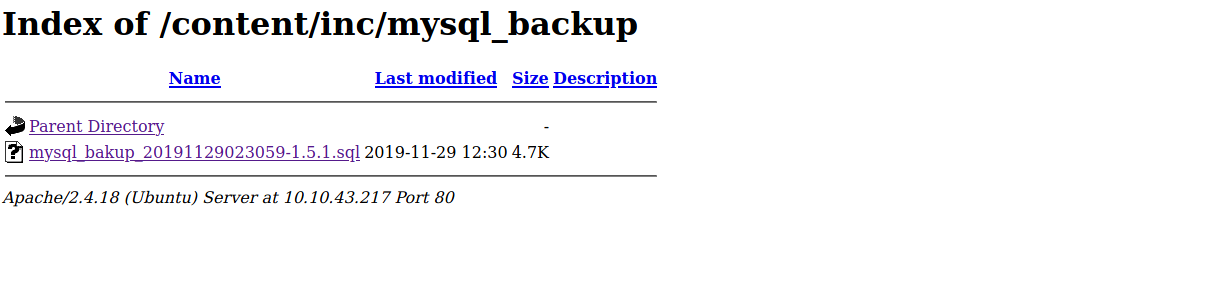 Index of /content/inc/mysql_backup
Name Last modified Size Description
Parent Directory -
mysql_bakup_20191129023059-1.5.1.sql 2019-11-29 12:30 4.7K
Apache/2.4.18 (Ubuntu) Server at 10.10.43.217 Port 80